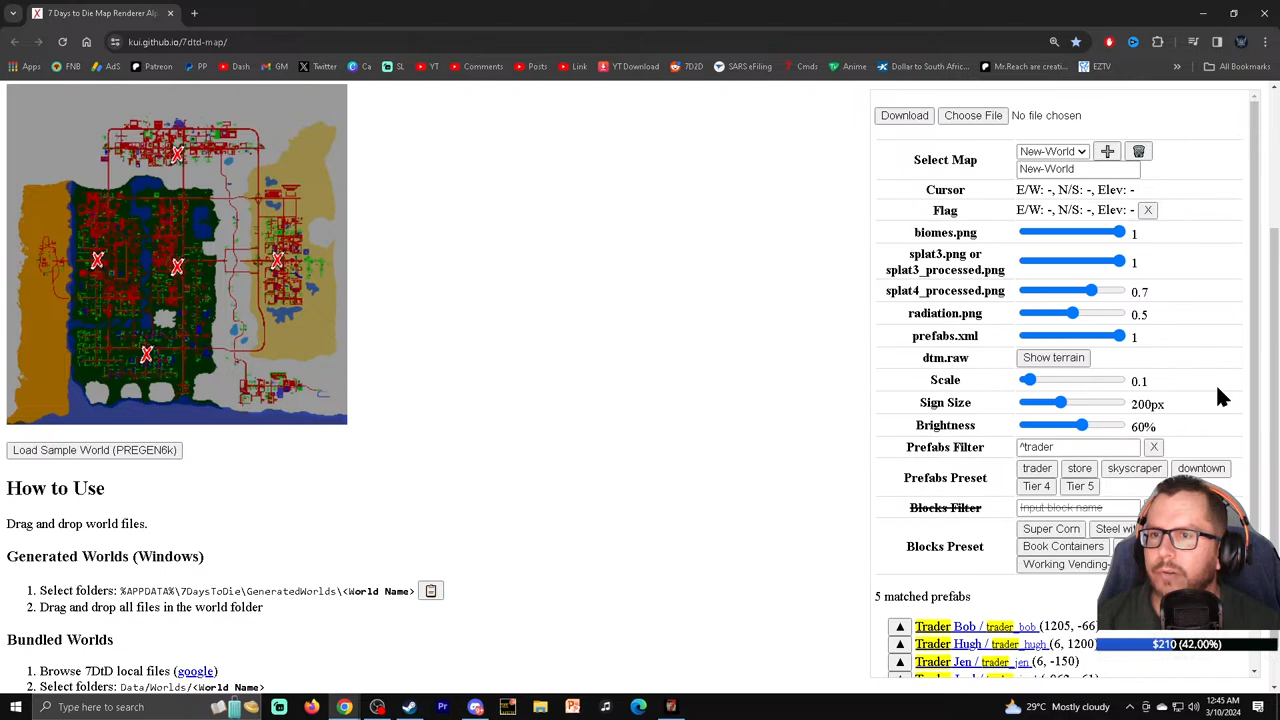 7 Days to Die Map Renderer Alp
kui.github.io/7dtd-map/
Apps FNB AdS Patreon PP Dash GM Twitter Ca SL YT Comments Posts Link YT Download 7D2D SARS eFiling Cmds Anime Dollar to South Afric... Mr.Reach are creati... EZTV All Bookmarks
Download Choose File No file chosen
Select Map New-World
New-World
Cursor E/W: -, N/S: -, Elev: -
Flag E/W: -, N/S: -, Elev: - X
biomes.png 1
splat3.png or
splat3_processed.png 1
splat4_processed.png 0.7
radiation.png 0.5
prefabs.xml 1
dtm.raw Show terrain
Scale 0.1
Sign Size 200px
Brightness 60%
Prefabs Filter ^trader X
Prefabs Preset trader store skyscraper downtown
Tier 4 Tier 5
Blocks Filter Input block name
Blocks Preset Super Corn Steel wi
Book Containers
Working Vending-
5 matched prefabs
▲ Trader Bob / trader_bob (1205, -66)
▲ Trader Hugh / trader_hugh (6, 1200)
▲ Trader Jen / trader_jen (6, -150)
$210 (42.00%)
Load Sample World (PREGEN6k)
How to Use
Drag and drop world files.
Generated Worlds (Windows)
1. Select folders: %APPDATA%\7DaysToDie\GeneratedWorlds\<World Name>
2. Drag and drop all files in the world folder
Bundled Worlds
1. Browse 7DtD local files (google)
2. Select folders: Data/Worlds/<World Name>
Type here to search
29°C Mostly cloudy
12:45 AM
3/10/2024